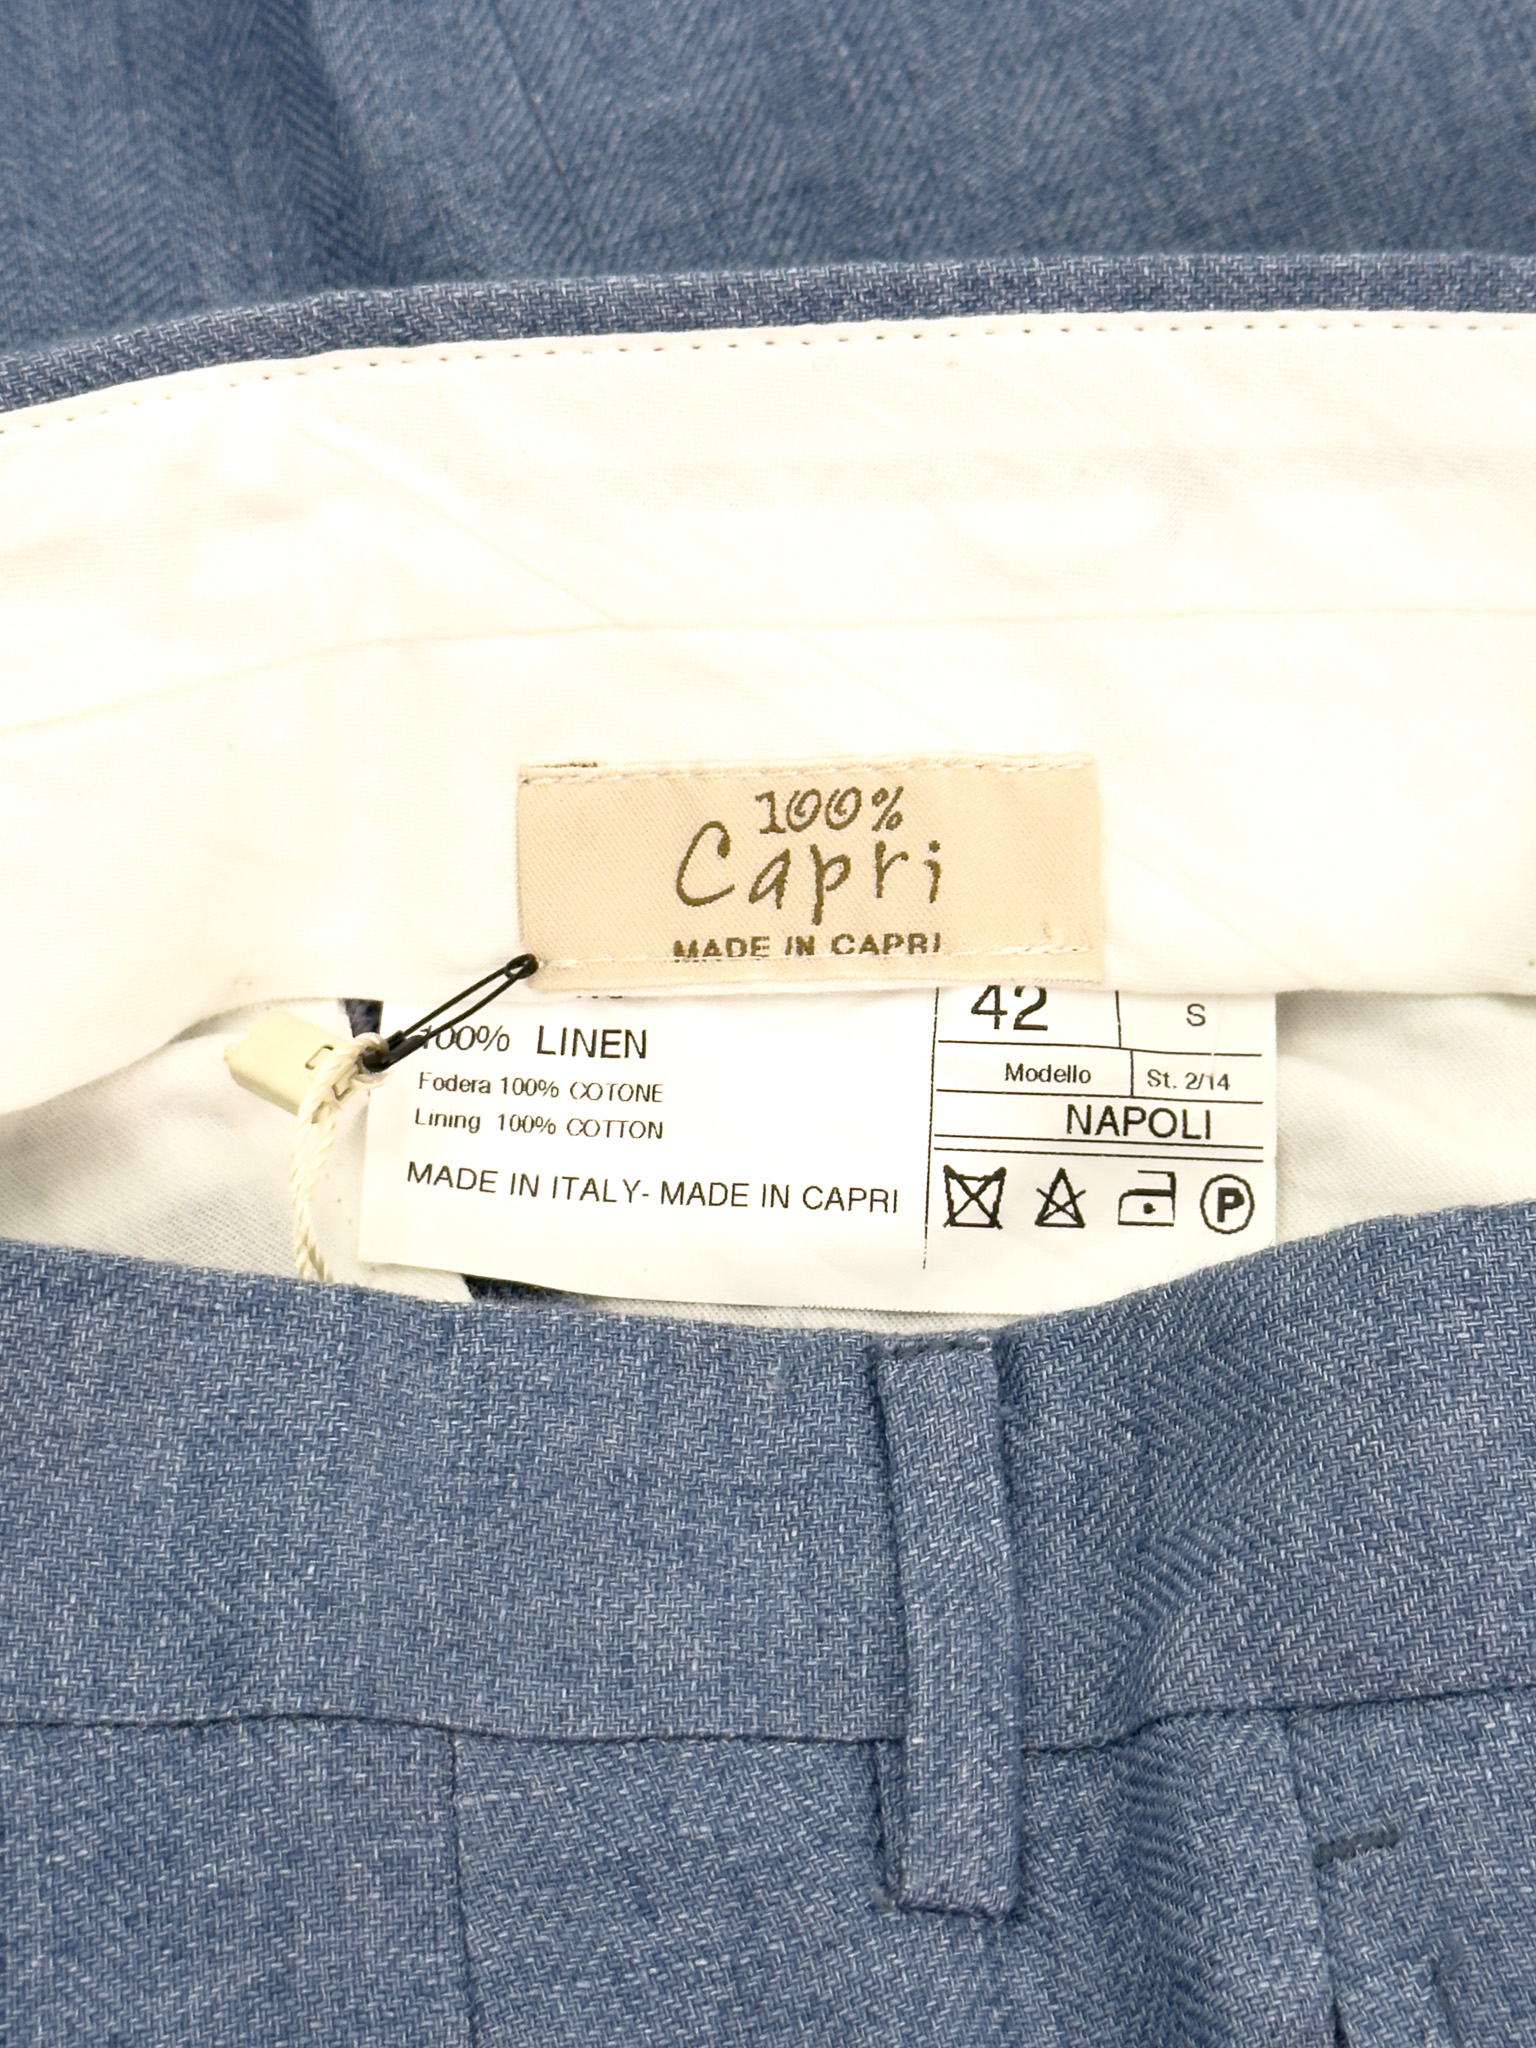 100%
Capri
MADE IN CAPRI
42 S
100% LINEN
Modello St. 2/14
Fodera 100% COTONE
NAPOLI
Lining 100% COTTON
MADE IN ITALY- MADE IN CAPRI
P